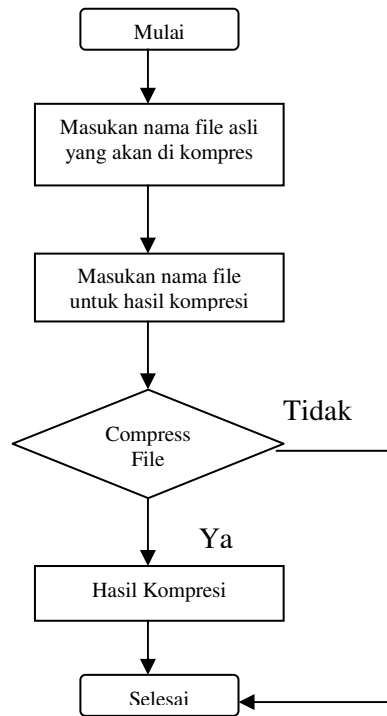 Mulai
Masukan nama file asli
yang akan di kompres
Masukan nama file
untuk hasil kompresi
Compress
File
Tidak
Ya
Hasil Kompresi
Selesai